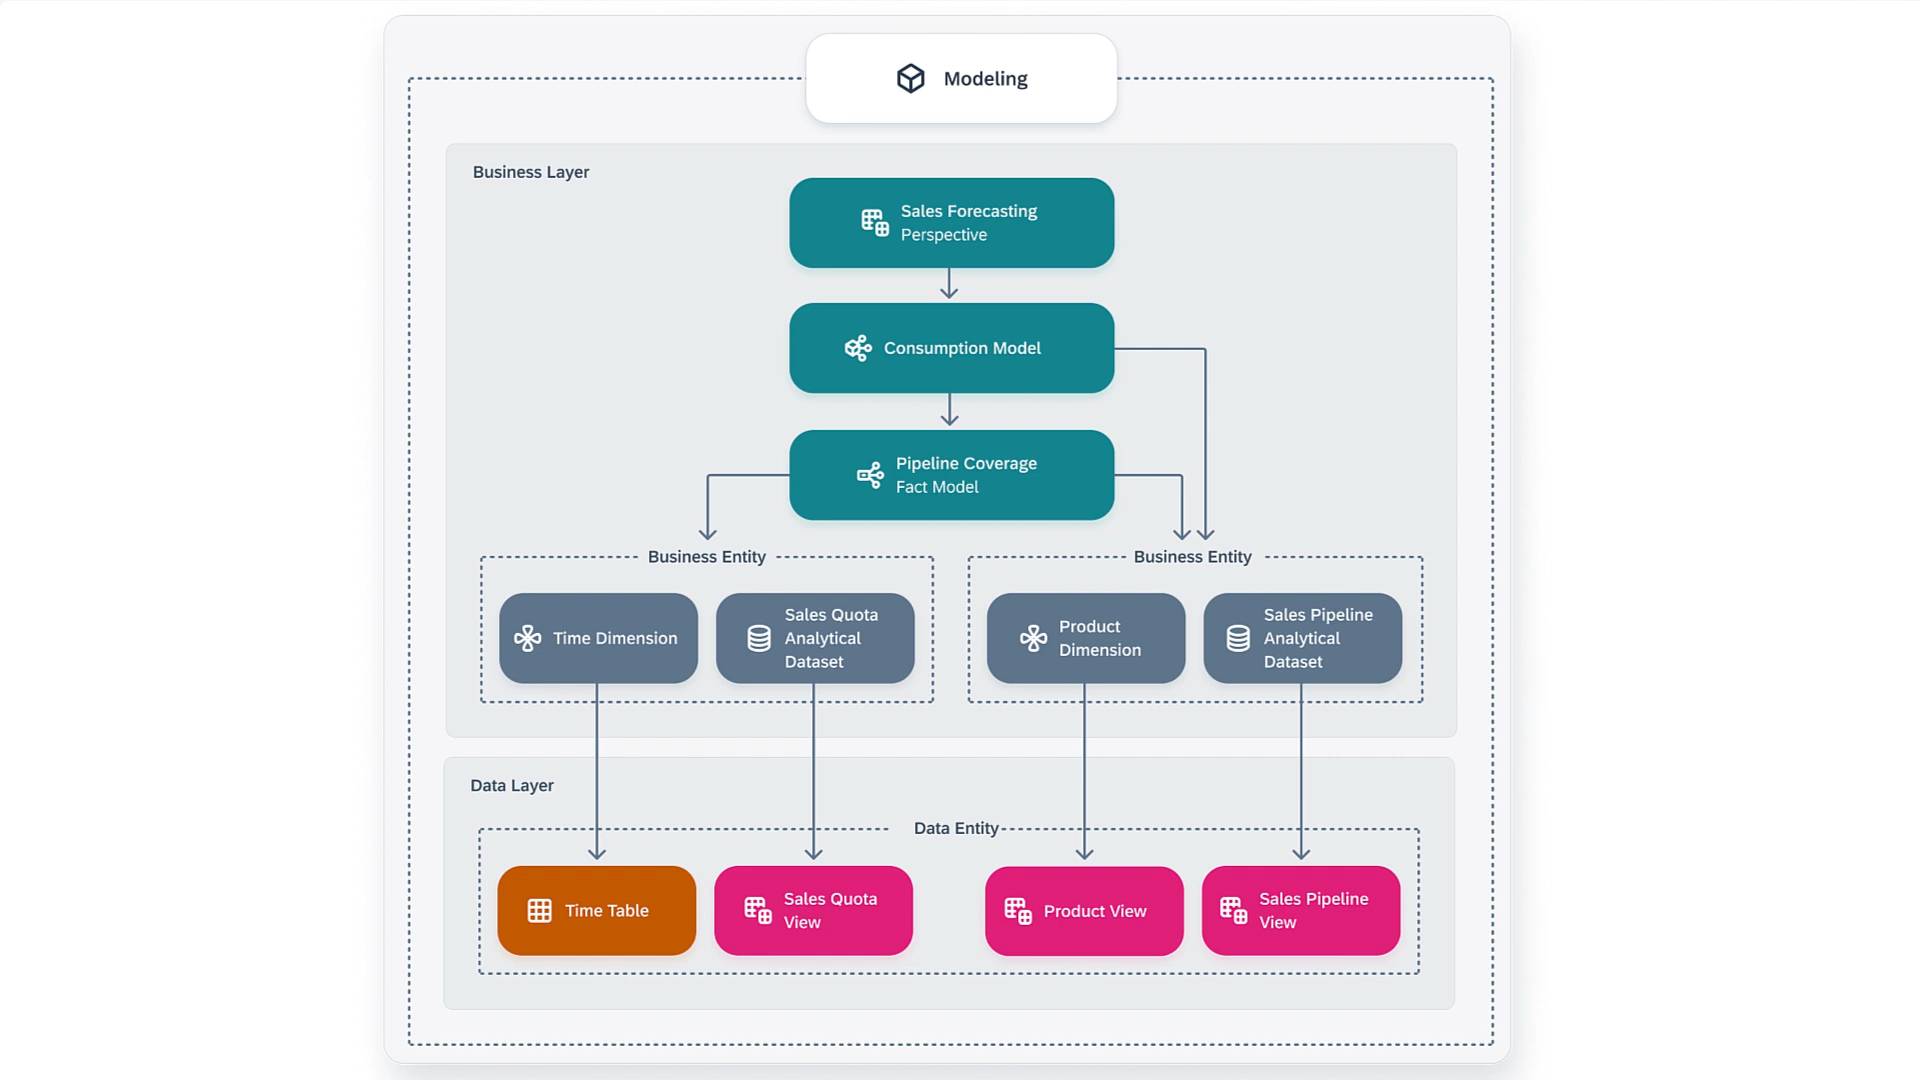 Modeling
Business Layer
Sales Forecasting
Perspective
Consumption Model
Pipeline Coverage
Fact Model
Business Entity
Business Entity
Time Dimension
Sales Quota
Analytical
Dataset
Product
Dimension
Sales Pipeline
Analytical
Dataset
Data Layer
Data Entity
Time Table
Sales Quota
View
Product View
Sales Pipeline
View